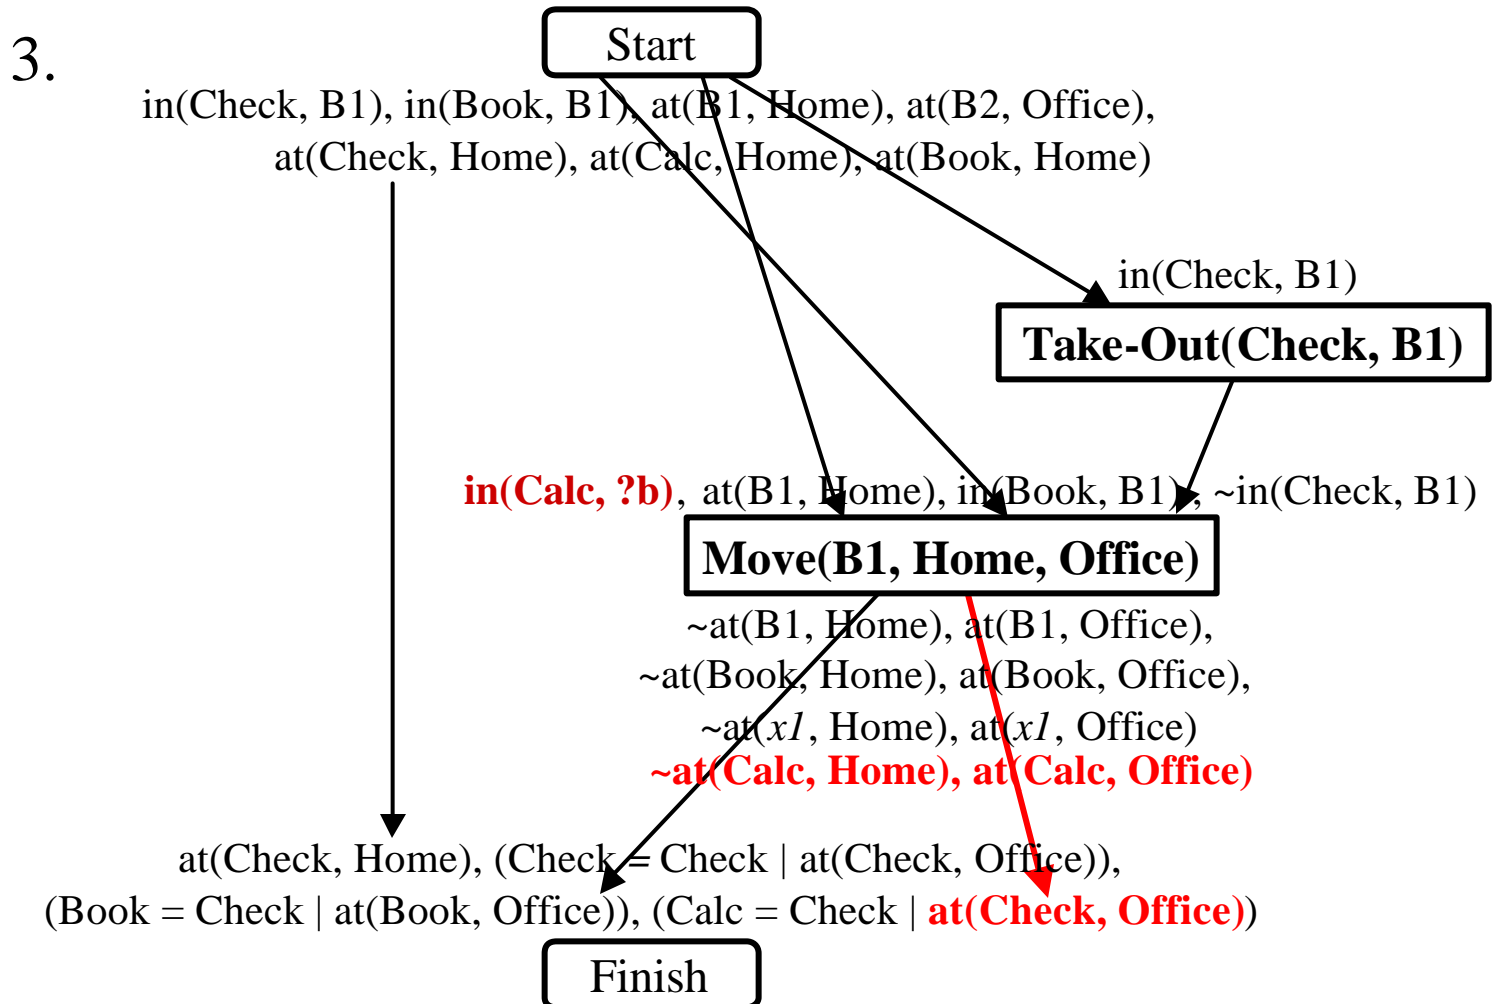 3.
Start
in(Check, B1), in(Book, B1), at(B1, Home), at(B2, Office),
at(Check, Home), at(Calc, Home), at(Book, Home)
in(Check, B1)
Take-Out(Check, B1)
in(Calc, ?b), at(B1, Home), in(Book, B1), ~in(Check, B1)
Move(B1, Home, Office)
~at(B1, Home), at(B1, Office),
~at(Book, Home), at(Book, Office),
~at(x1, Home), at(x1, Office)
~at(Calc, Home), at(Calc, Office)
at(Check, Home), (Check = Check | at(Check, Office)),
(Book = Check | at(Book, Office)), (Calc = Check | at(Check, Office))
Finish